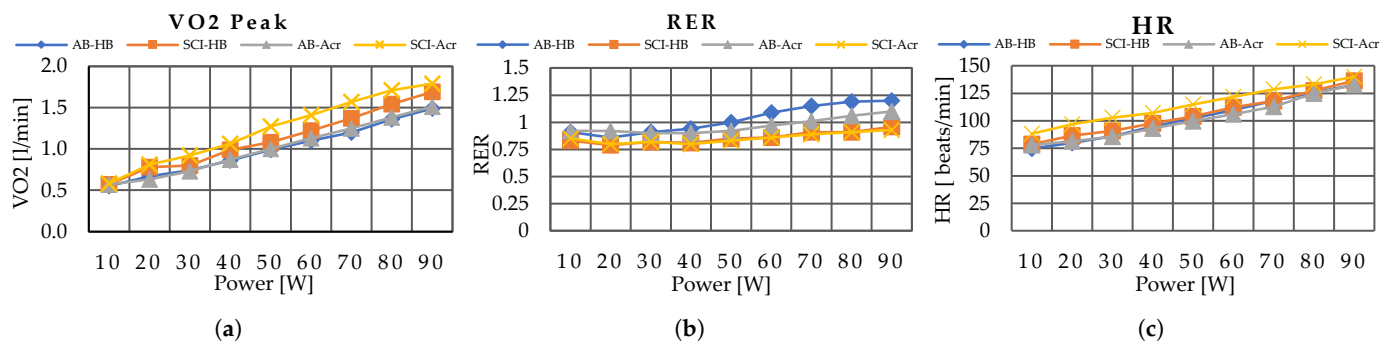 VO2 Peak
AB-HB SCI-HB AB-Acr SCI-Acr
2.0
1.5
1.0
0.5
0.0
VO2 [l/min]
10 20 30 40 50 60 70 80 90
Power [W]
(a)
RER
AB-HB SCI-HB AB-Acr SCI-Acr
1.5
1.25
1
0.75
0.5
0.25
0
RER
10 20 30 40 50 60 70 80 90
Power [W]
(b)
HR
AB-HB SCI-HB AB-Acr SCI-Acr
150
125
100
75
50
25
0
HR [ beats/min]
10 20 30 40 50 60 70 80 90
Power [W]
(c)